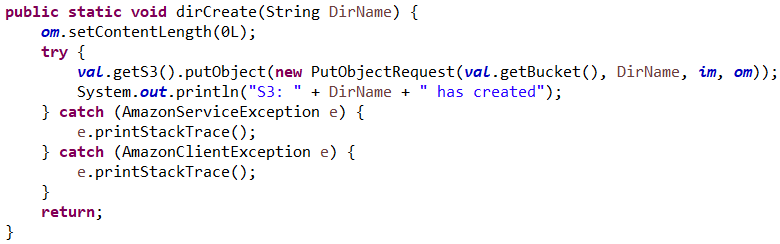 public static void dirCreate(String DirName) {
    om.setContentLength(0L);
    try {
        val.getS3().putObject(new PutObjectRequest(val.getBucket(), DirName, im, om));
        System.out.println("S3: " + DirName + " has created");
    } catch (AmazonServiceException e) {
        e.printStackTrace();
    } catch (AmazonClientException e) {
        e.printStackTrace();
    }
    return;
}